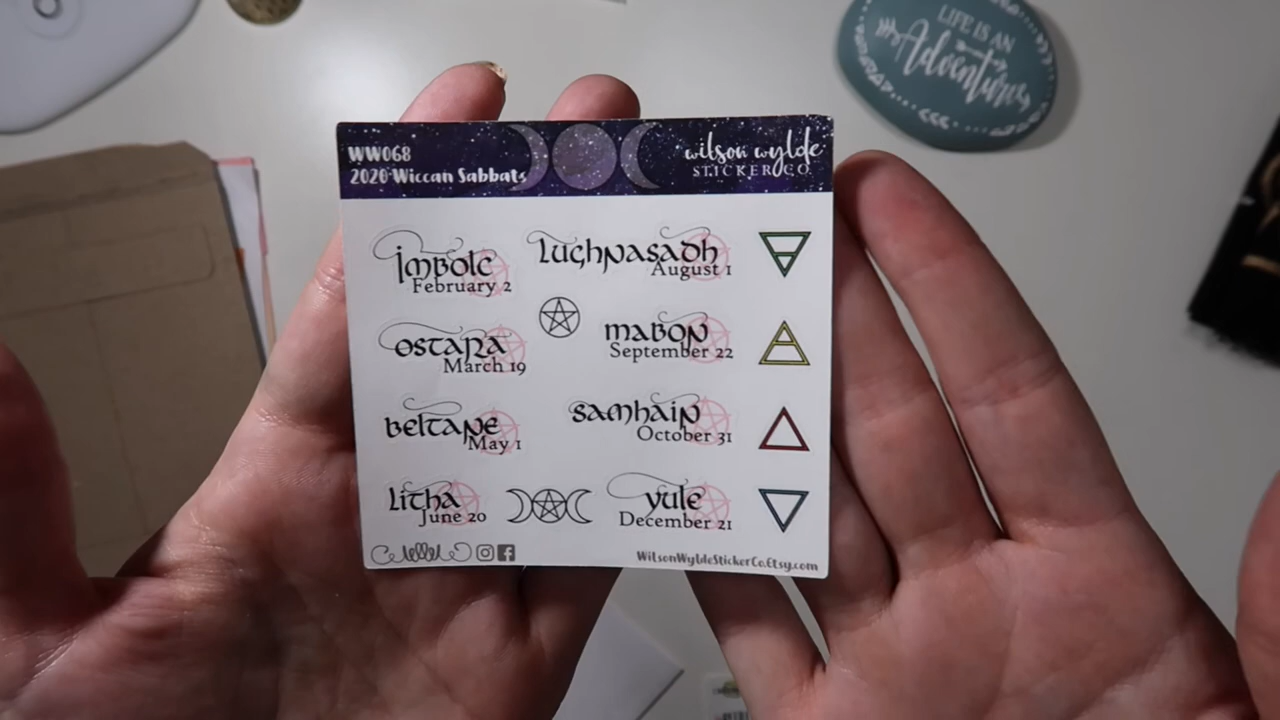 LIFE IS AN
Adventure
WW068
2020 Wiccan Sabbats
wilson wylde
STICKER CO.
Imbolc
February 2
Lughnasadh
August 1
Ostara
March 19
Mabon
September 22
Beltane
May 1
Samhain
October 31
Litha
June 20
Yule
December 21
WilsonWyldeStickerCo.Etsy.com